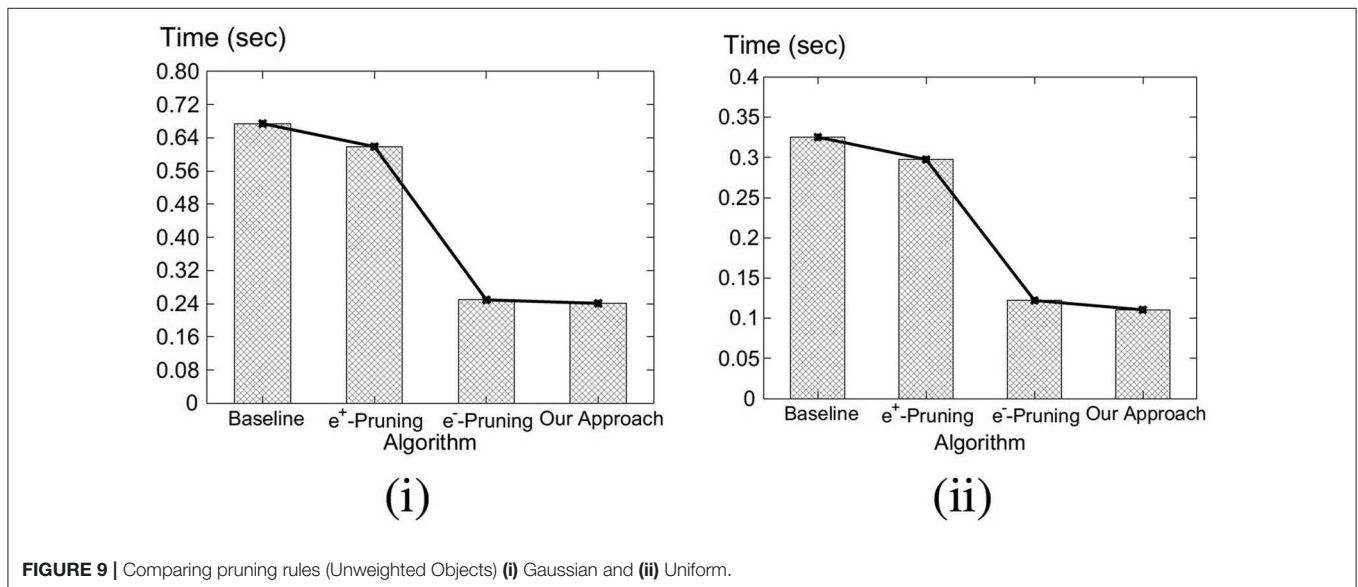 Time (sec)
0.80
0.72
0.64
0.56
0.48
0.40
0.32
0.24
0.16
0.08
0
Baseline e⁺-Pruning e⁻-Pruning Our Approach
Algorithm
(i)
Time (sec)
0.4
0.35
0.3
0.25
0.2
0.15
0.1
0.05
0
Baseline e⁺-Pruning e⁻-Pruning Our Approach
Algorithm
(ii)
FIGURE 9 | Comparing pruning rules (Unweighted Objects) (i) Gaussian and (ii) Uniform.